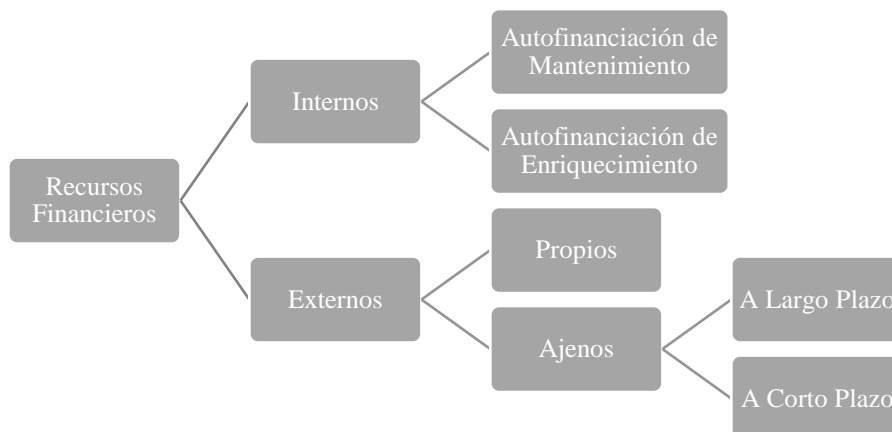 Autofinanciación de
Mantenimiento
Internos
Autofinanciación de
Enriquecimiento
Recursos
Financieros
Propios
Externos
A Largo Plazo
Ajenos
A Corto Plazo